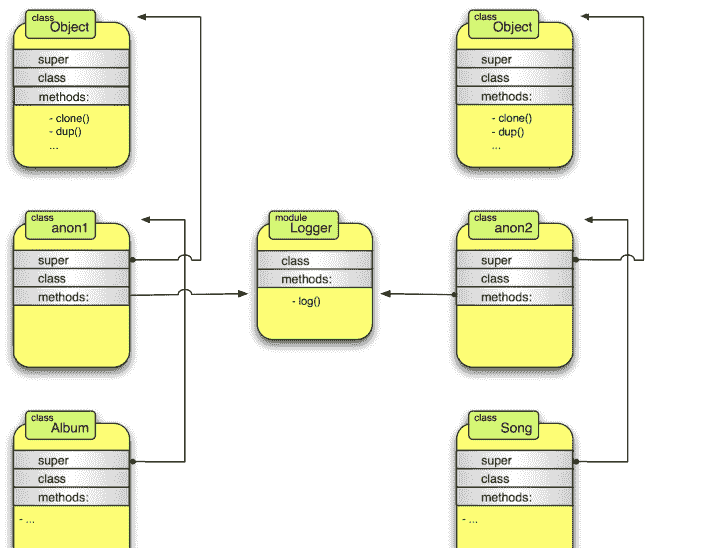 class
Object
super
class
methods:
- clone()
- dup()
...
class
Object
super
class
methods:
- clone()
- dup()
...
class
anon1
super
class
methods:
module
Logger
class
methods:
- log()
class
anon2
super
class
methods:
class
Album
super
class
methods:
- ...
class
Song
super
class
methods:
- ...